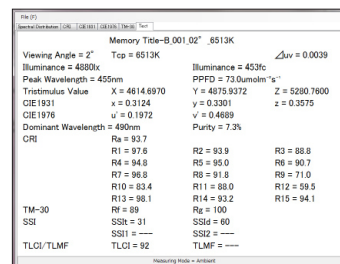 File (F)
Spectral Distribution CRI CIE1931 CIE1976 TM-30 Text
Memory Title-B_001_02° _6513K
Viewing Angle = 2° Tcp = 6513K ⊿uv = 0.0039
Illuminance = 4880lx Illuminance = 453fc
Peak Wavelength = 455nm PPFD = 73.0umolm⁻²s⁻¹
Tristimulus Value X = 4614.6970 Y = 4875.9372 Z = 5280.7600
CIE1931 x = 0.3124 y = 0.3301 z = 0.3575
CIE1976 u' = 0.1972 v' = 0.4689
Dominant Wavelength = 490nm Purity = 7.3%
CRI Ra = 93.7
R1 = 97.6 R2 = 93.9 R3 = 88.8
R4 = 94.8 R5 = 95.0 R6 = 90.7
R7 = 96.8 R8 = 91.8 R9 = 71.0
R10 = 83.4 R11 = 88.0 R12 = 59.5
R13 = 98.1 R14 = 93.2 R15 = 94.1
TM-30 Rf = 89 Rg = 100
SSI SSIt = 31 SSId = 60
SSI1 = --- SSI2 = ---
TLCI/TLMF TLCI = 92 TLMF = ---
Measuring Mode = Ambient